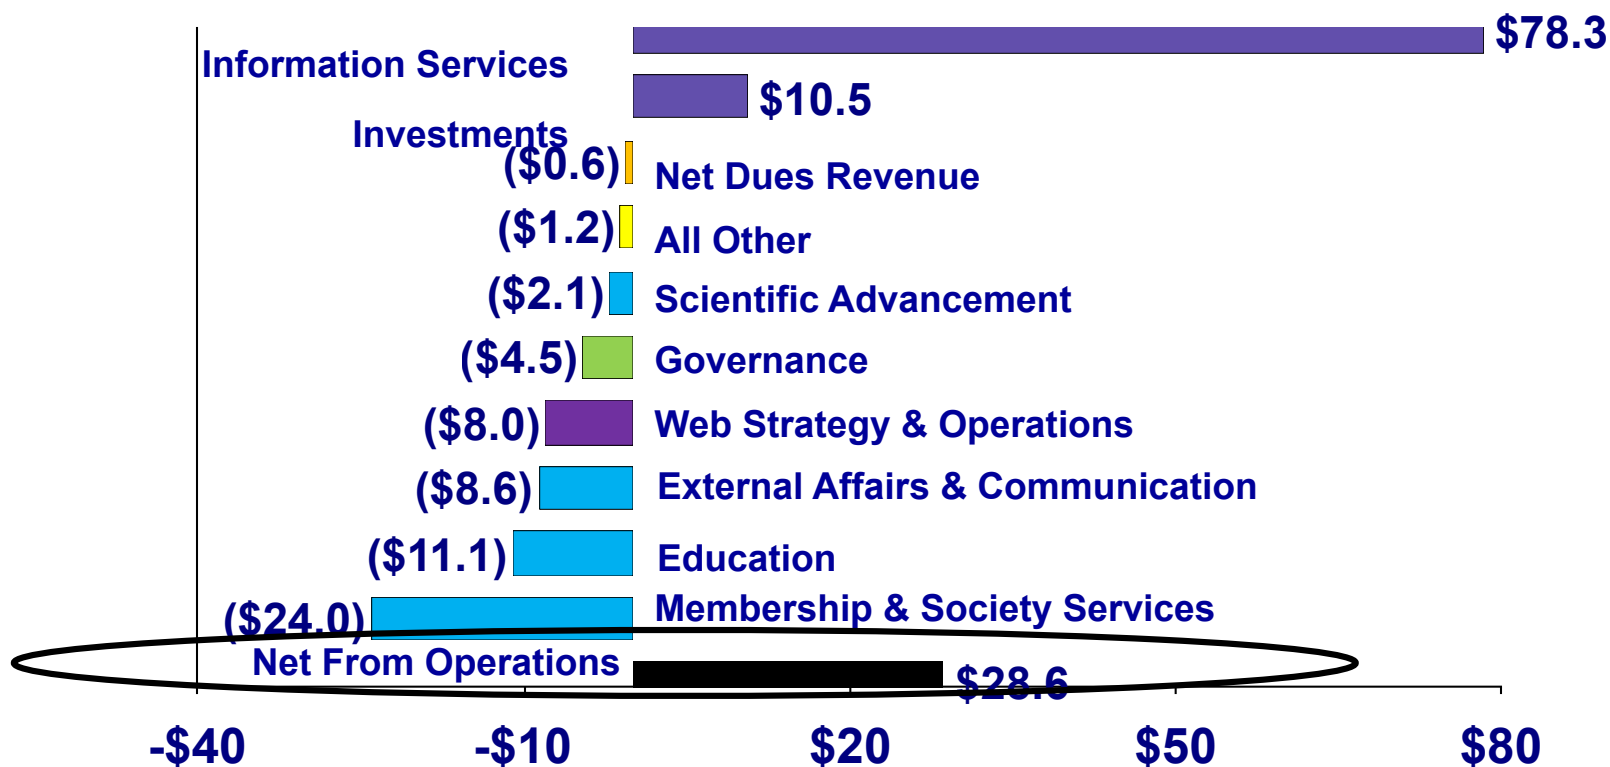 $78.3
Information Services
$10.5
Investments
($0.6) Net Dues Revenue
($1.2) All Other
($2.1) Scientific Advancement
($4.5) Governance
($8.0) Web Strategy & Operations
($8.6) External Affairs & Communication
($11.1) Education
($24.0) Membership & Society Services
Net From Operations $28.6
-$40 -$10 $20 $50 $80